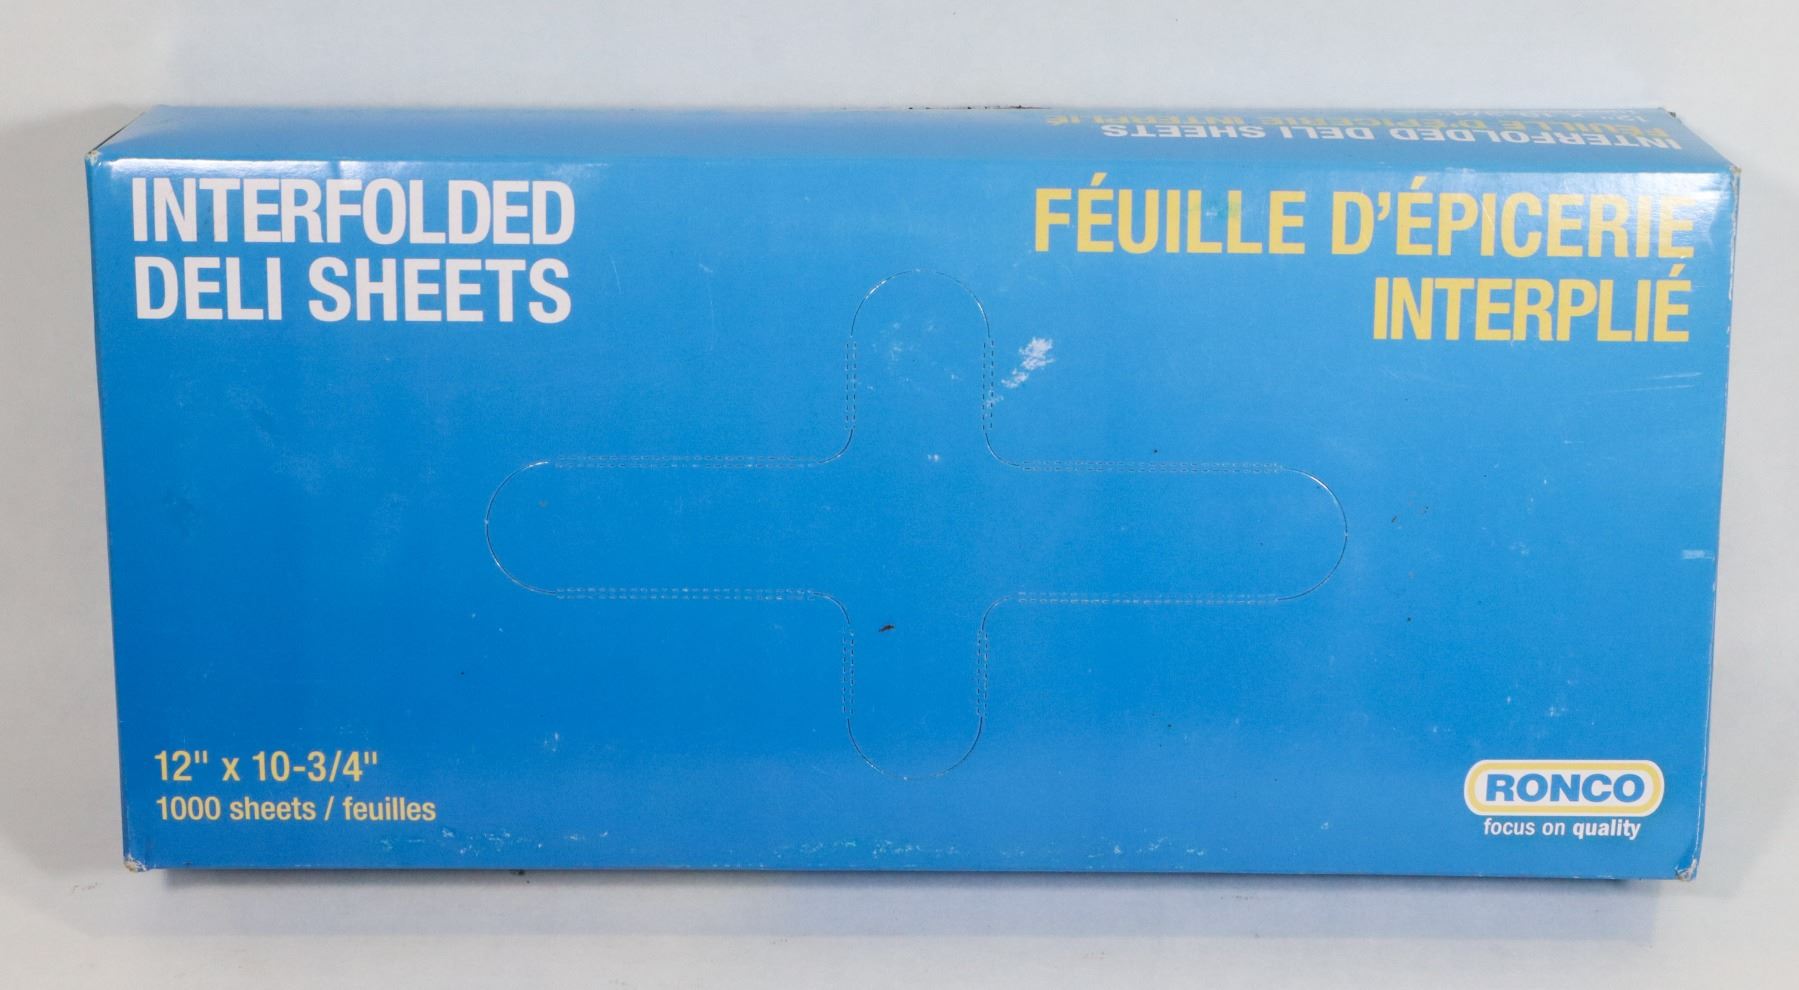 INTERFOLDED DELI SHEETS
FEUILLE D'ÉPICERIE INTERPLIÉ
INTERFOLDED
DELI SHEETS
FÉUILLE D'ÉPICERIE
INTERPLIÉ
12" x 10-3/4"
1000 sheets / feuilles
RONCO
focus on quality